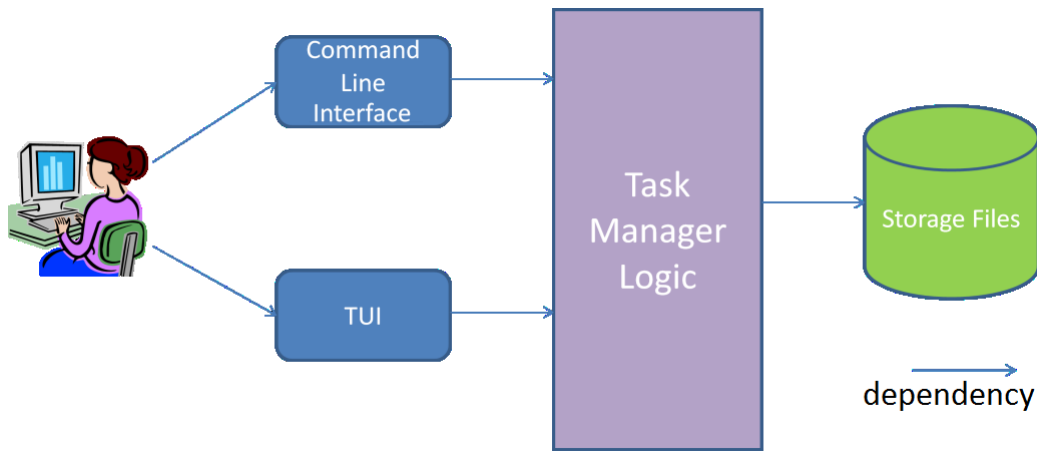 Command
Line
Interface
TUI
Task
Manager
Logic
Storage Files
dependency